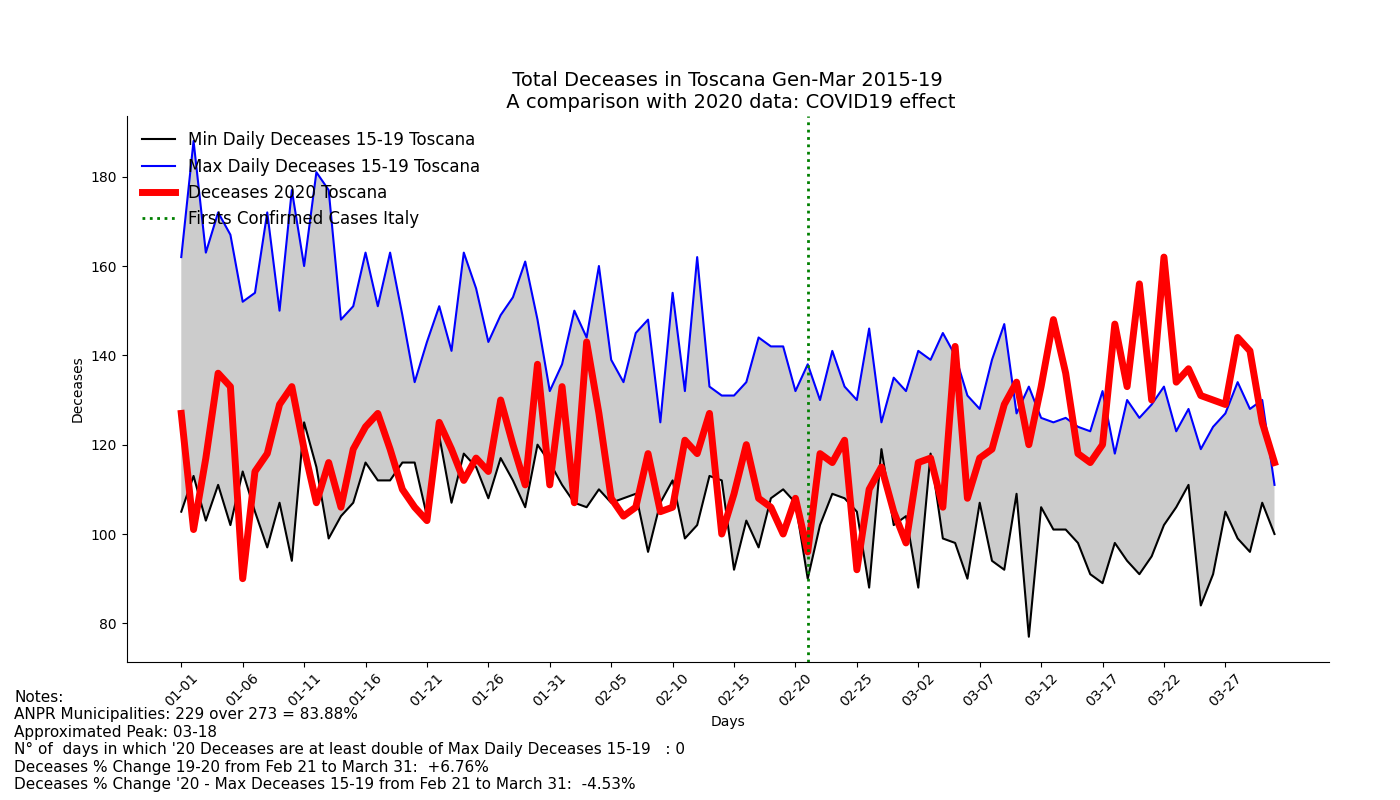 Total Deceases in Toscana Gen-Mar 2015-19
A comparison with 2020 data: COVID19 effect
Min Daily Deceases 15-19 Toscana
Max Daily Deceases 15-19 Toscana
Deceases 2020 Toscana
Firsts Confirmed Cases Italy
Deceases
180
160
140
120
100
80
01-01 01-06 01-11 01-16 01-21 01-26 01-31 02-05 02-10 02-15 02-20 02-25 03-02 03-07 03-12 03-17 03-22 03-27
Days
Notes:
ANPR Municipalities: 229 over 273 = 83.88%
Approximated Peak: 03-18
N° of  days in which '20 Deceases are at least double of Max Daily Deceases 15-19   : 0
Deceases % Change 19-20 from Feb 21 to March 31:  +6.76%
Deceases % Change '20 - Max Deceases 15-19 from Feb 21 to March 31:  -4.53%